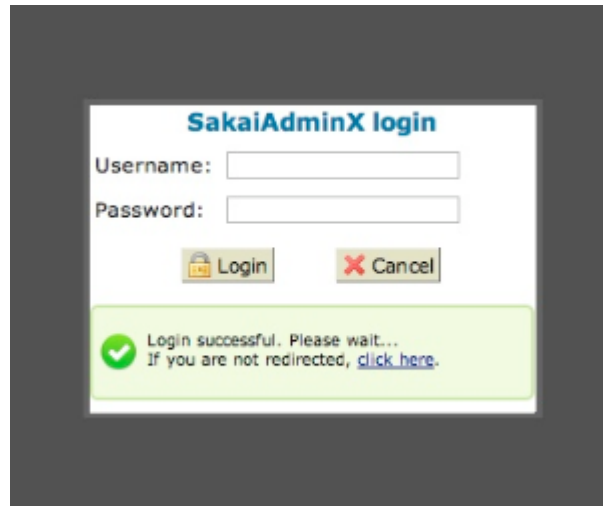 SakaiAdminX login
Username:
Password:
Login
Cancel
Login successful. Please wait...
If you are not redirected, click here.